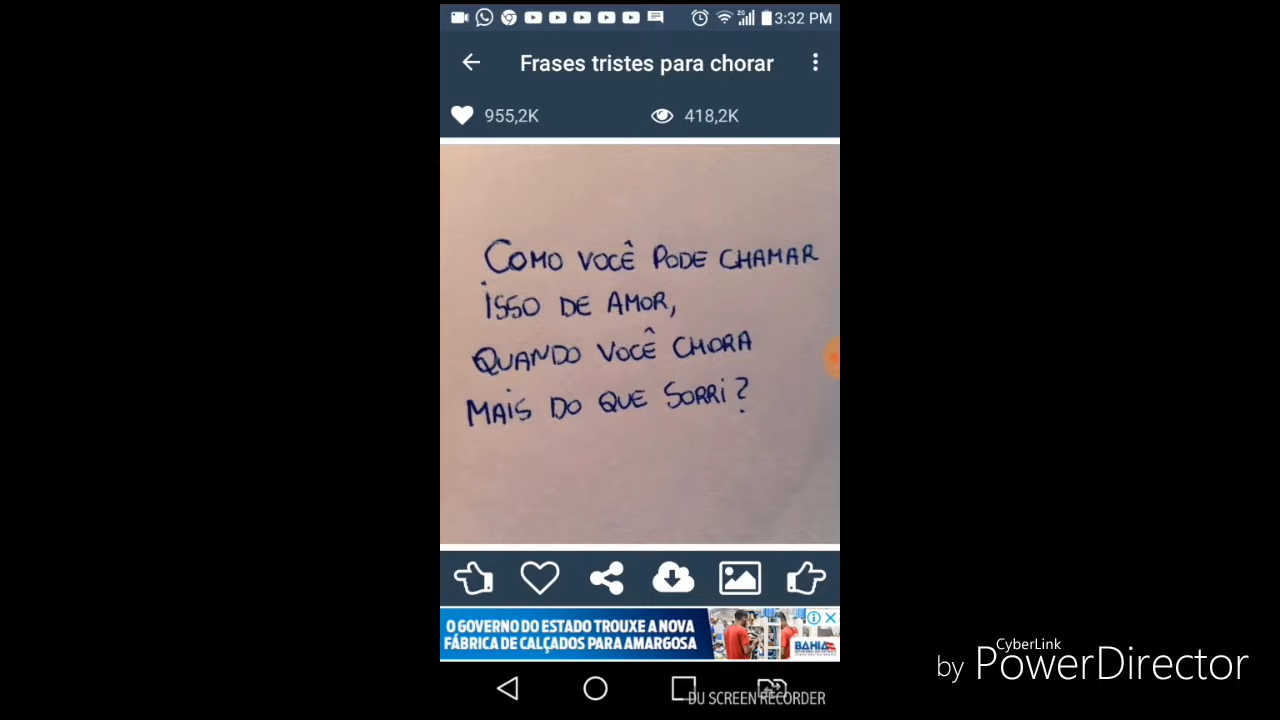 2G
3:32 PM
Frases tristes para chorar
955,2K
418,2K
COMO VOCÊ PODE CHAMAR
ISSO DE AMOR,
QUANDO VOCÊ CHORA
MAIS DO QUE SORRI?
O GOVERNO DO ESTADO TROUXE A NOVA
FÁBRICA DE CALÇADOS PARA AMARGOSA
BAHIA
DU SCREEN RECORDER
CyberLink
by PowerDirector